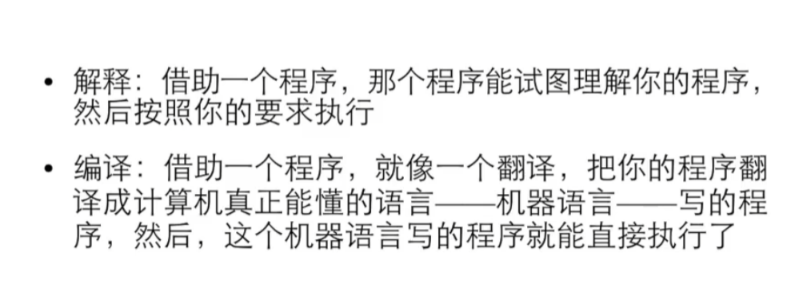 • 解释：借助一个程序，那个程序能试图理解你的程序，
然后按照你的要求执行
• 编译：借助一个程序，就像一个翻译，把你的程序翻
译成计算机真正能懂的语言——机器语言——写的程
序，然后，这个机器语言写的程序就能直接执行了